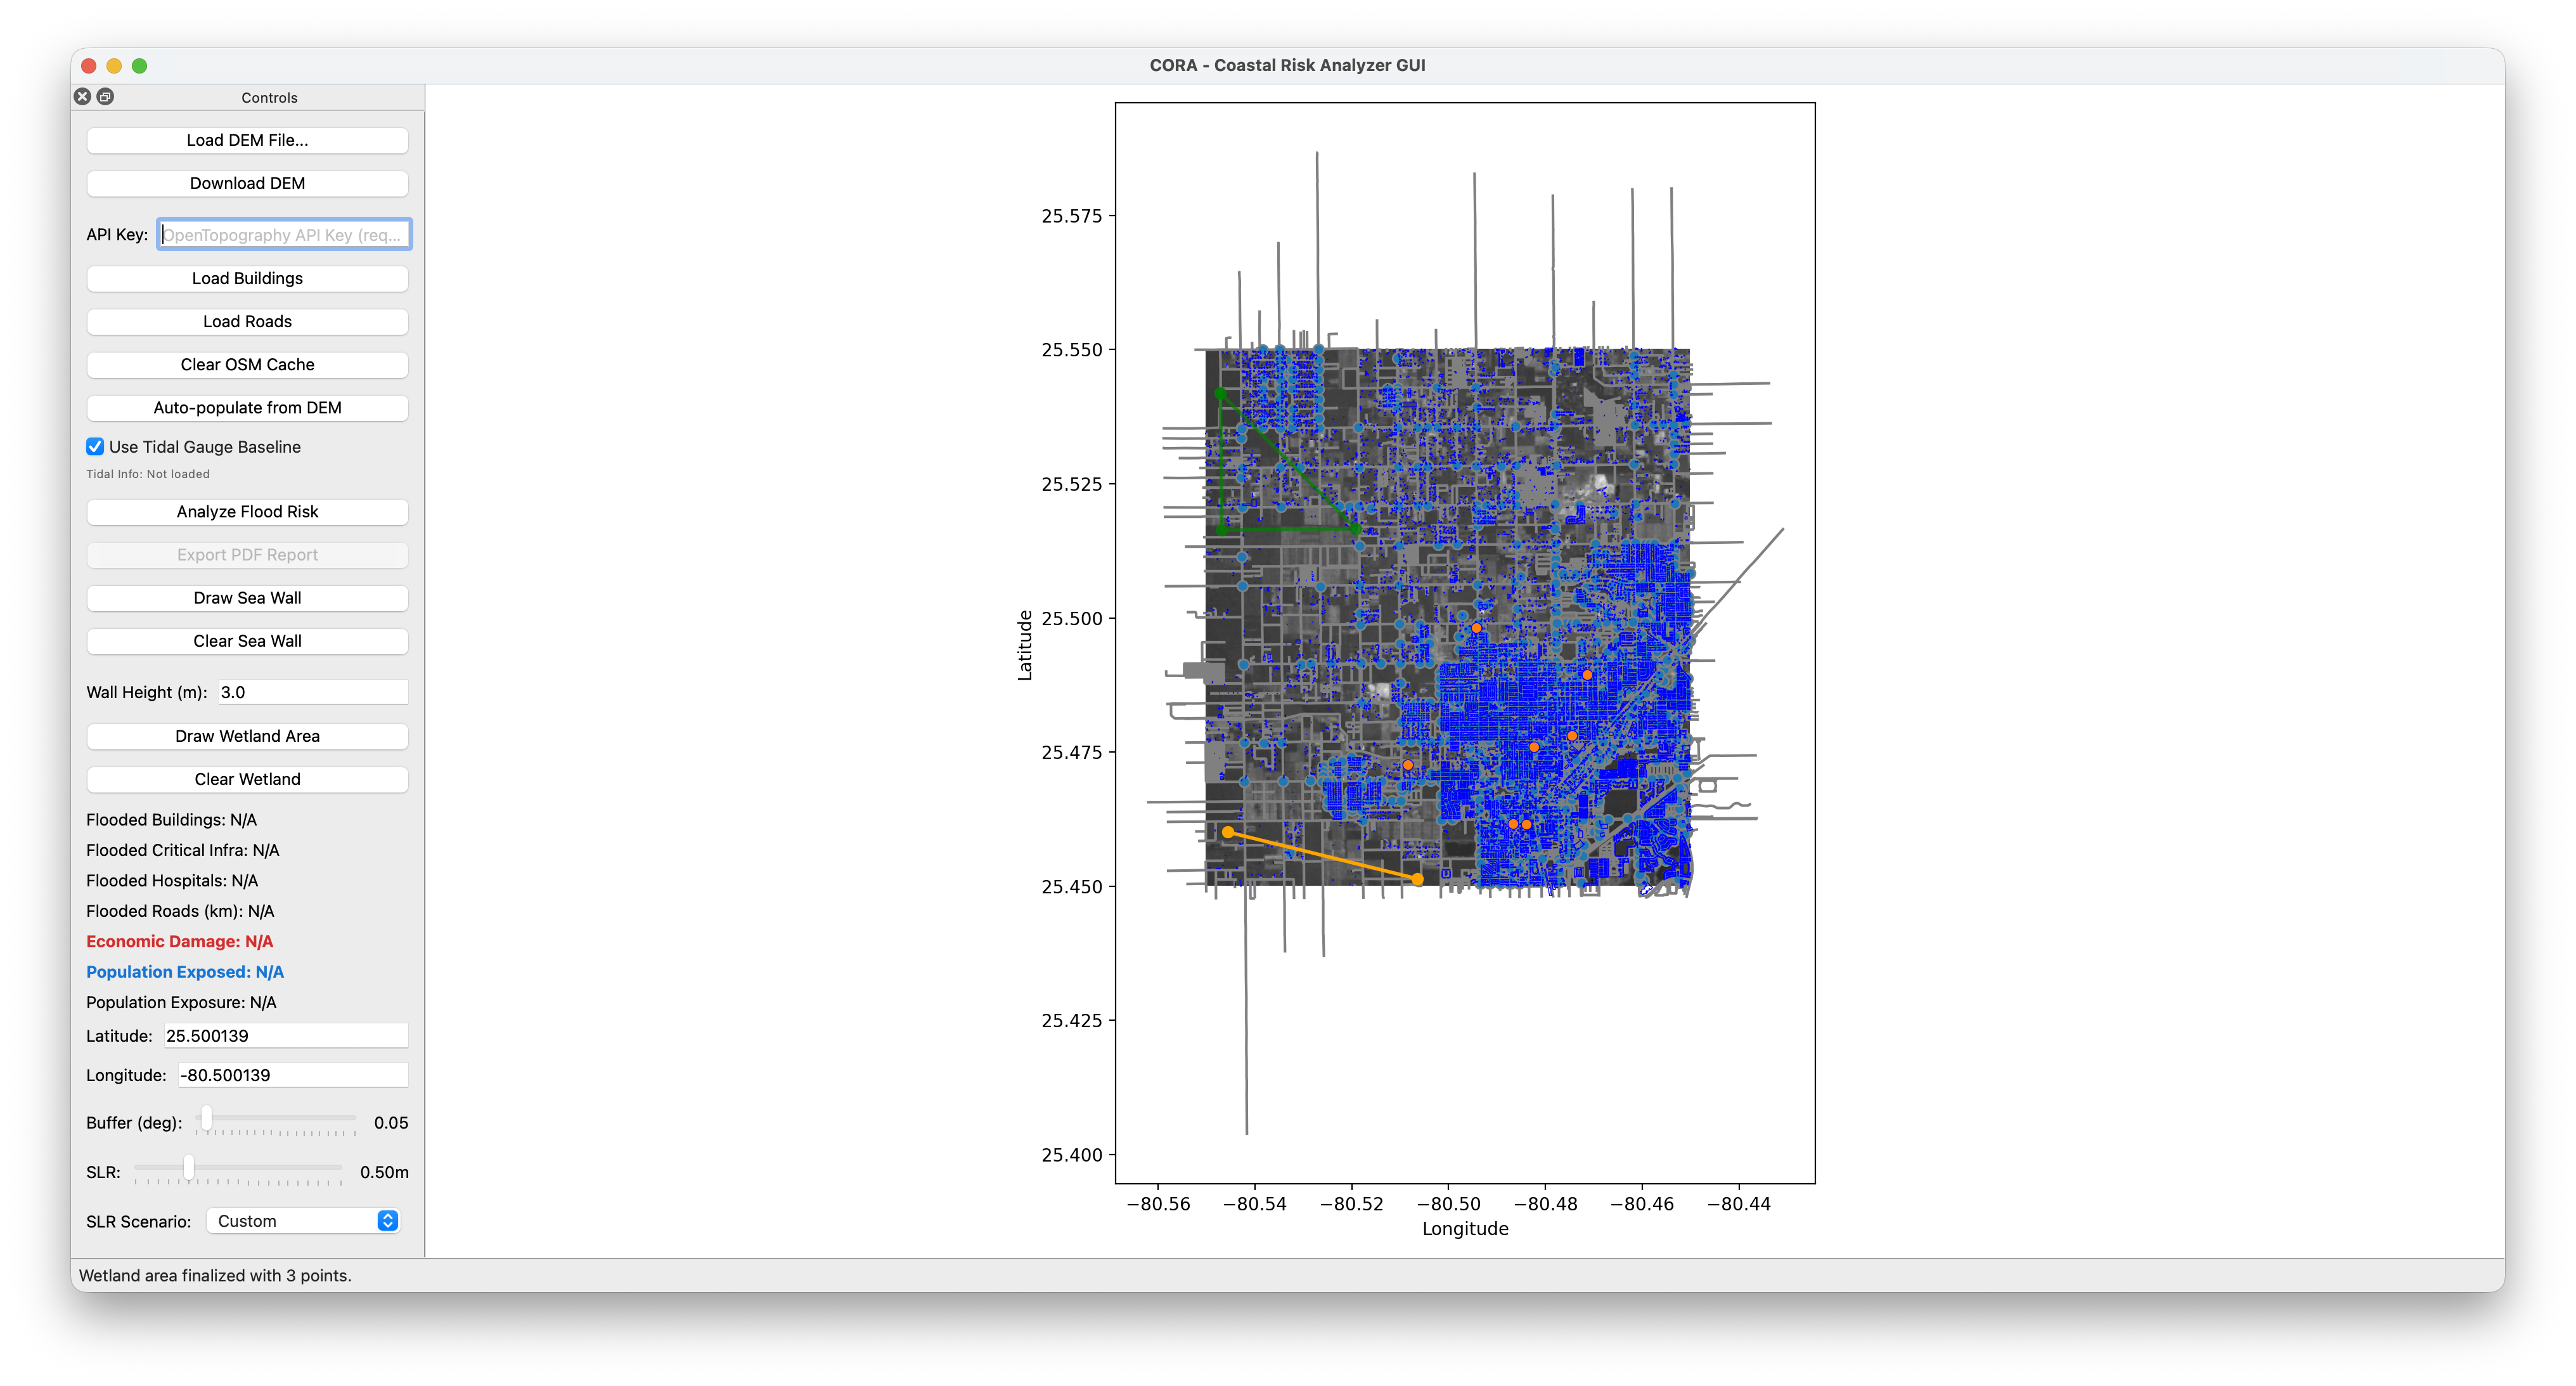 CORA - Coastal Risk Analyzer GUI
Controls
Load DEM File...
Download DEM
API Key: OpenTopography API Key (req...
Load Buildings
Load Roads
Clear OSM Cache
Auto-populate from DEM
Use Tidal Gauge Baseline
Tidal Info: Not loaded
Analyze Flood Risk
Export PDF Report
Draw Sea Wall
Clear Sea Wall
Wall Height (m): 3.0
Draw Wetland Area
Clear Wetland
Flooded Buildings: N/A
Flooded Critical Infra: N/A
Flooded Hospitals: N/A
Flooded Roads (km): N/A
Economic Damage: N/A
Population Exposed: N/A
Population Exposure: N/A
Latitude: 25.500139
Longitude: -80.500139
Buffer (deg): 0.05
SLR: 0.50m
SLR Scenario: Custom
Latitude
25.575
25.550
25.525
25.500
25.475
25.450
25.425
25.400
−80.56 −80.54 −80.52 −80.50 −80.48 −80.46 −80.44
Longitude
Wetland area finalized with 3 points.